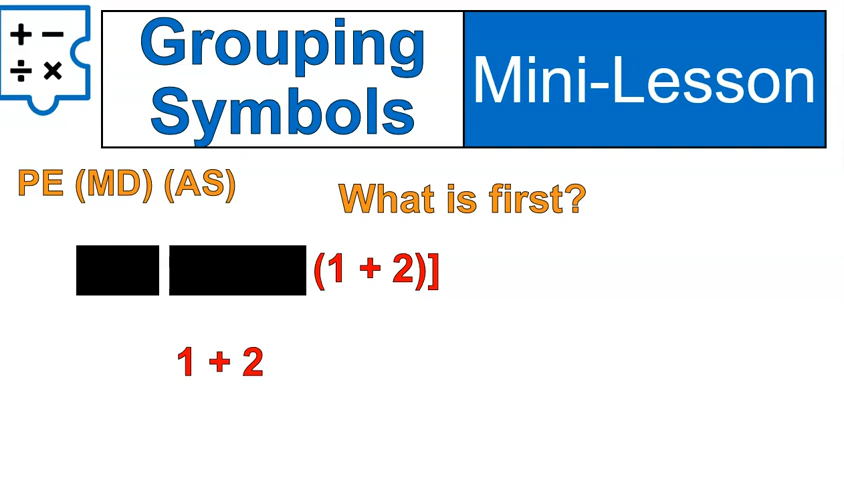 + −
÷ ×
Grouping
Symbols
Mini-Lesson
PE (MD) (AS)
What is first?
(1 + 2)]
1 + 2